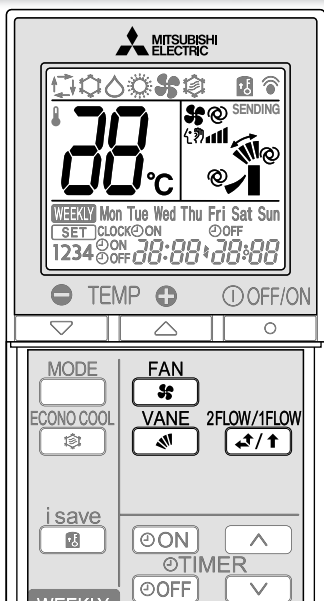 MITSUBISHI
ELECTRIC
SENDING
88 °C
WEEKLY Mon Tue Wed Thu Fri Sat Sun
SET CLOCK ON OFF
1234 ON OFF 88:88 88:88
TEMP OFF/ON
MODE FAN
ECONO COOL VANE 2FLOW/1FLOW
i save
ON
TIMER
OFF
WEEKLY